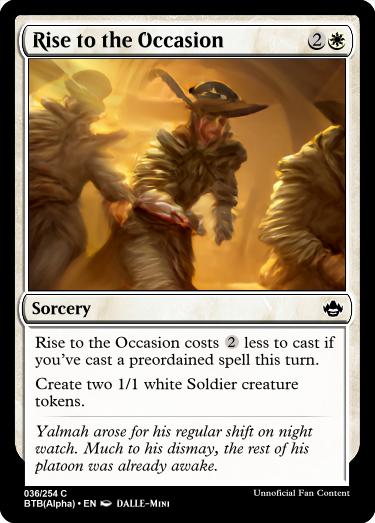 Rise to the Occasion 2
Sorcery
Rise to the Occasion costs 2 less to cast if
you've cast a preordained spell this turn.
Create two 1/1 white Soldier creature
tokens.
Yalmah arose for his regular shift on night
watch. Much to his dismay, the rest of his
platoon was already awake.
036/254 C
BTB(Alpha) • EN DALLE-Mini
Unofficial Fan Content